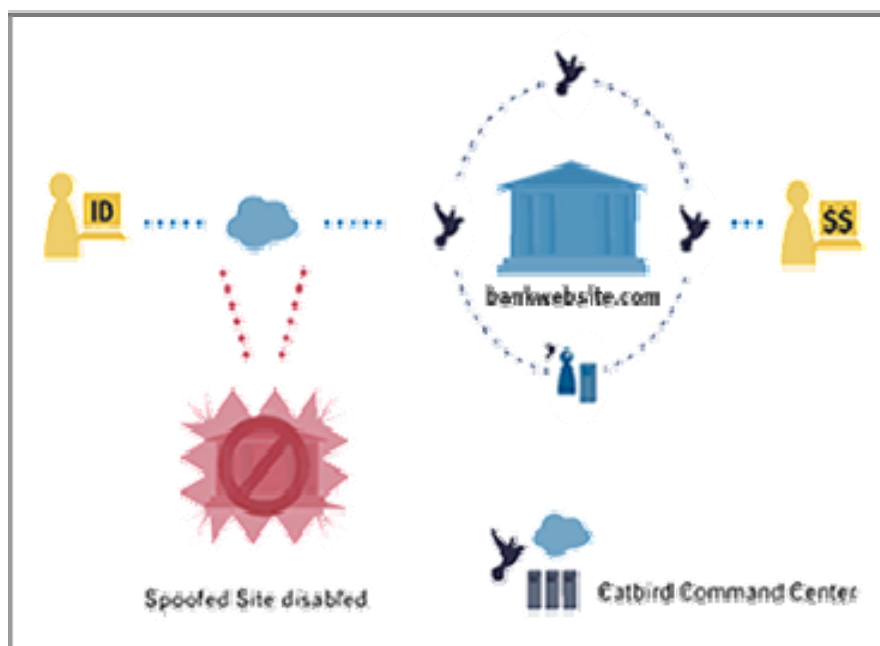 ID
$$
bankwebsite.com
Spoofed Site disabled
Catbird Command Center